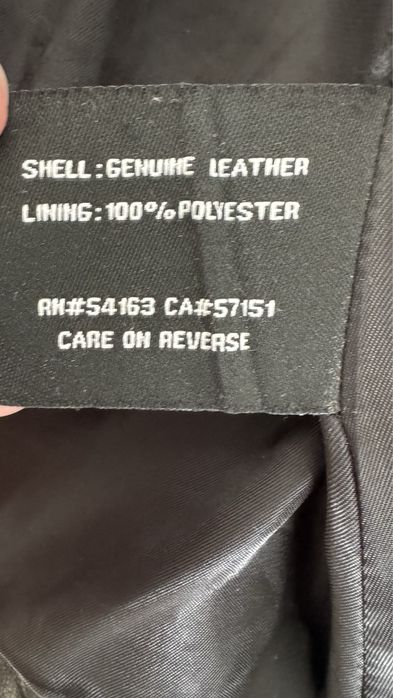 SHELL:GENUINE LEATHER
LINING:100%POLYESTER
RN#54163 CA#57151
CARE ON REVERSE